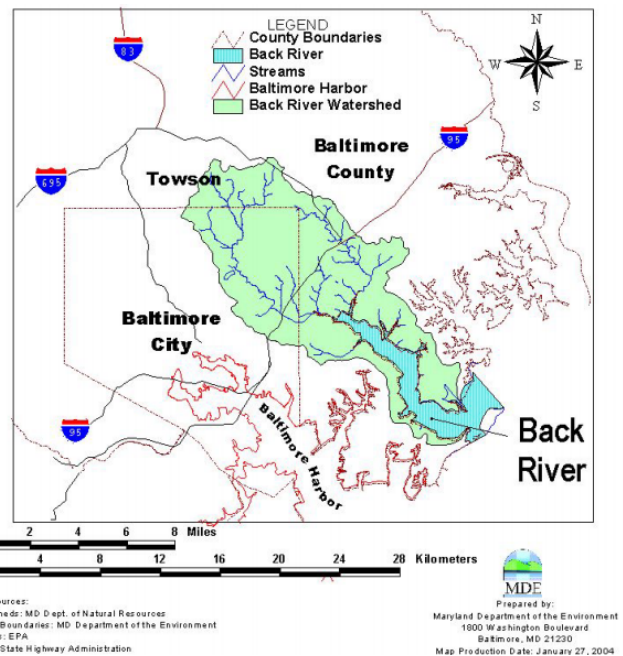 LEGEND
County Boundaries
Back River
Streams
Baltimore Harbor
Back River Watershed
N
W E
S
83
95
Baltimore
County
695
Towson
Baltimore
City
Baltimore Harbor
95
Back
River
2 4 6 8 Miles
4 8 12 16 20 24 28 Kilometers
MDE
Prepared by:
Maryland Department of the Environment
1800 Washington Boulevard
Baltimore, MD 21230
Map Production Date: January 27, 2004
urces:
neds: MD Dept. of Natural Resources
Boundaries: MD Department of the Environment
: EPA
State Highway Administration